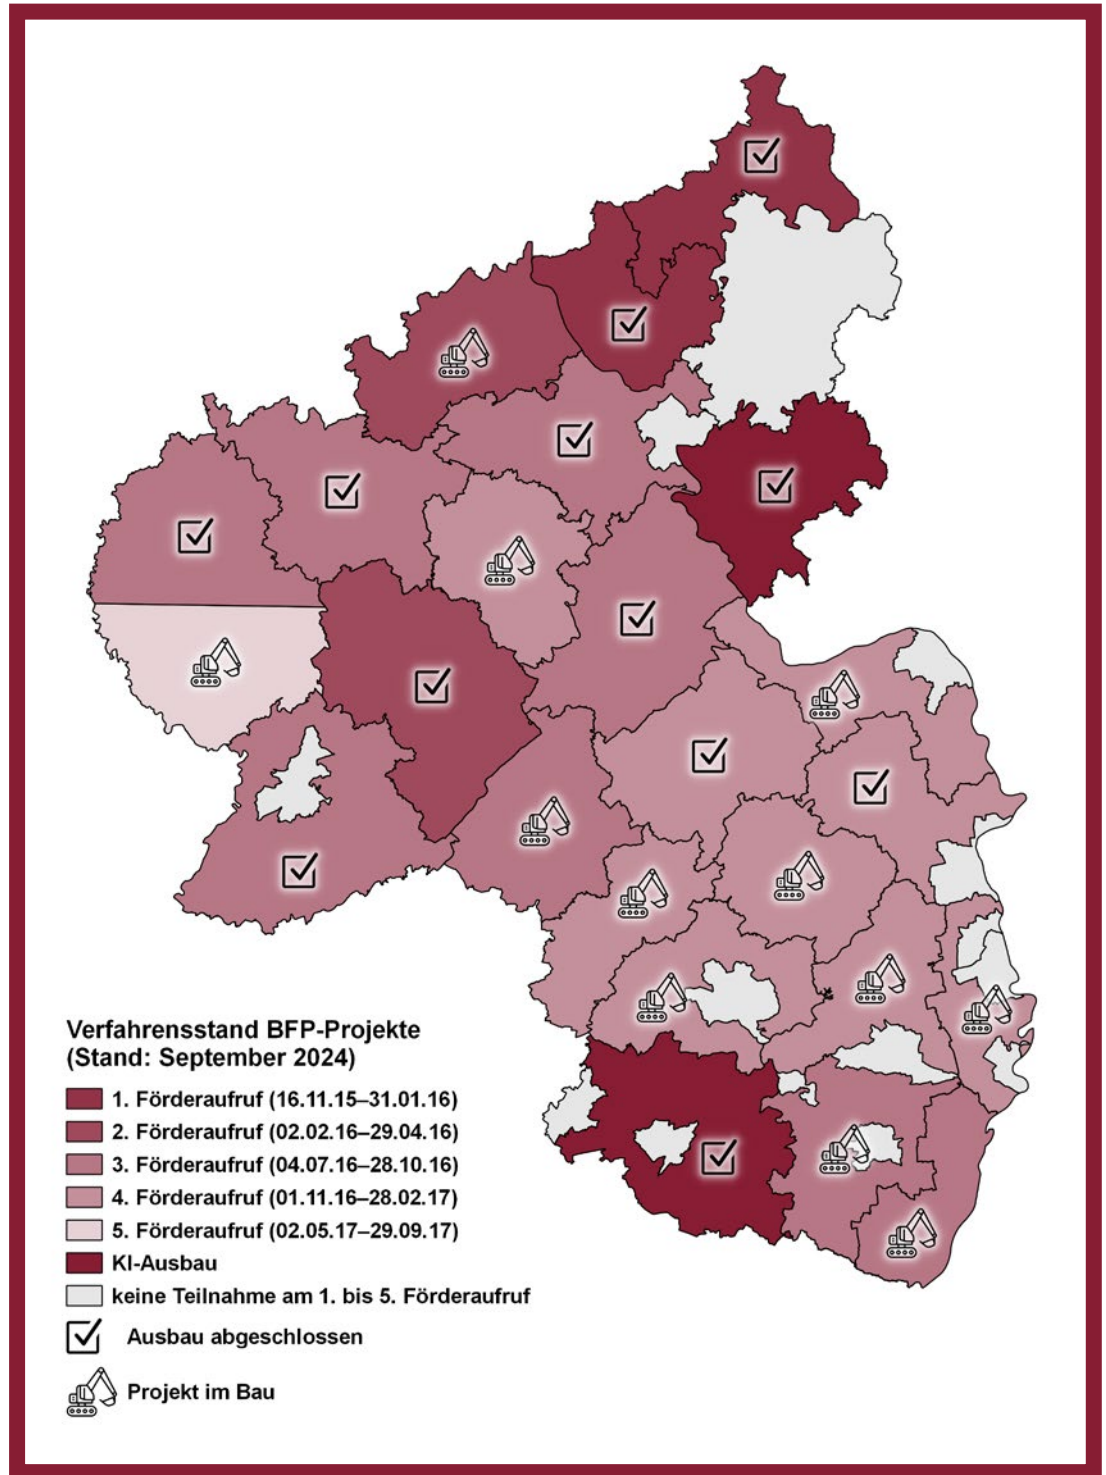 Verfahrensstand BFP-Projekte
(Stand: September 2024)
1. Förderaufruf (16.11.15–31.01.16)
2. Förderaufruf (02.02.16–29.04.16)
3. Förderaufruf (04.07.16–28.10.16)
4. Förderaufruf (01.11.16–28.02.17)
5. Förderaufruf (02.05.17–29.09.17)
KI-Ausbau
keine Teilnahme am 1. bis 5. Förderaufruf
Ausbau abgeschlossen
Projekt im Bau